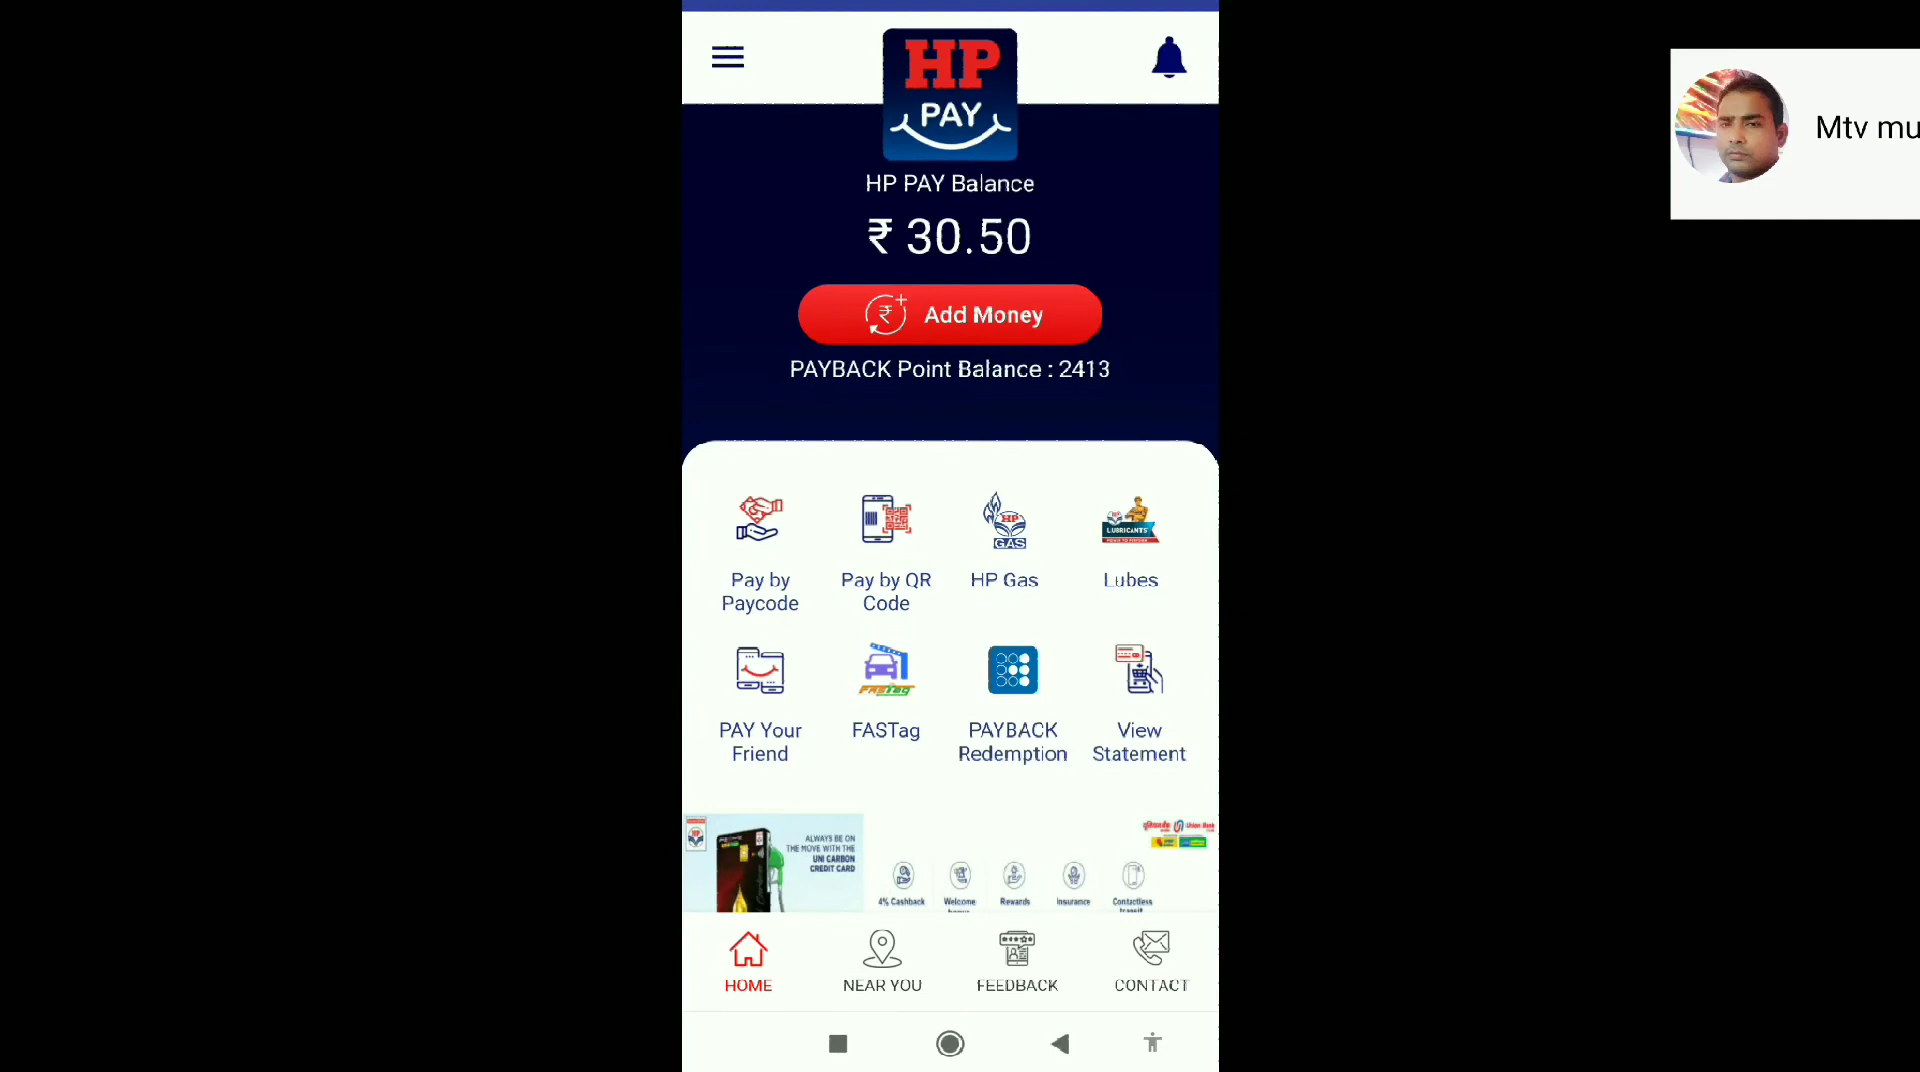 HP
PAY
Mtv mu
HP PAY Balance
₹ 30.50
Add Money
PAYBACK Point Balance : 2413
HP
GAS
LUBRICANTS
Pay by
Paycode
Pay by QR
Code
HP Gas
Lubes
FASTag
PAY Your
Friend
FASTag
PAYBACK
Redemption
View
Statement
HP
ALWAYS BE ON
THE MOVE WITH THE
UNI CARBON
CREDIT CARD
Union Bank
4% Cashback
Welcome
Rewards
Insurance
Contactless
HOME
NEAR YOU
FEEDBACK
CONTACT